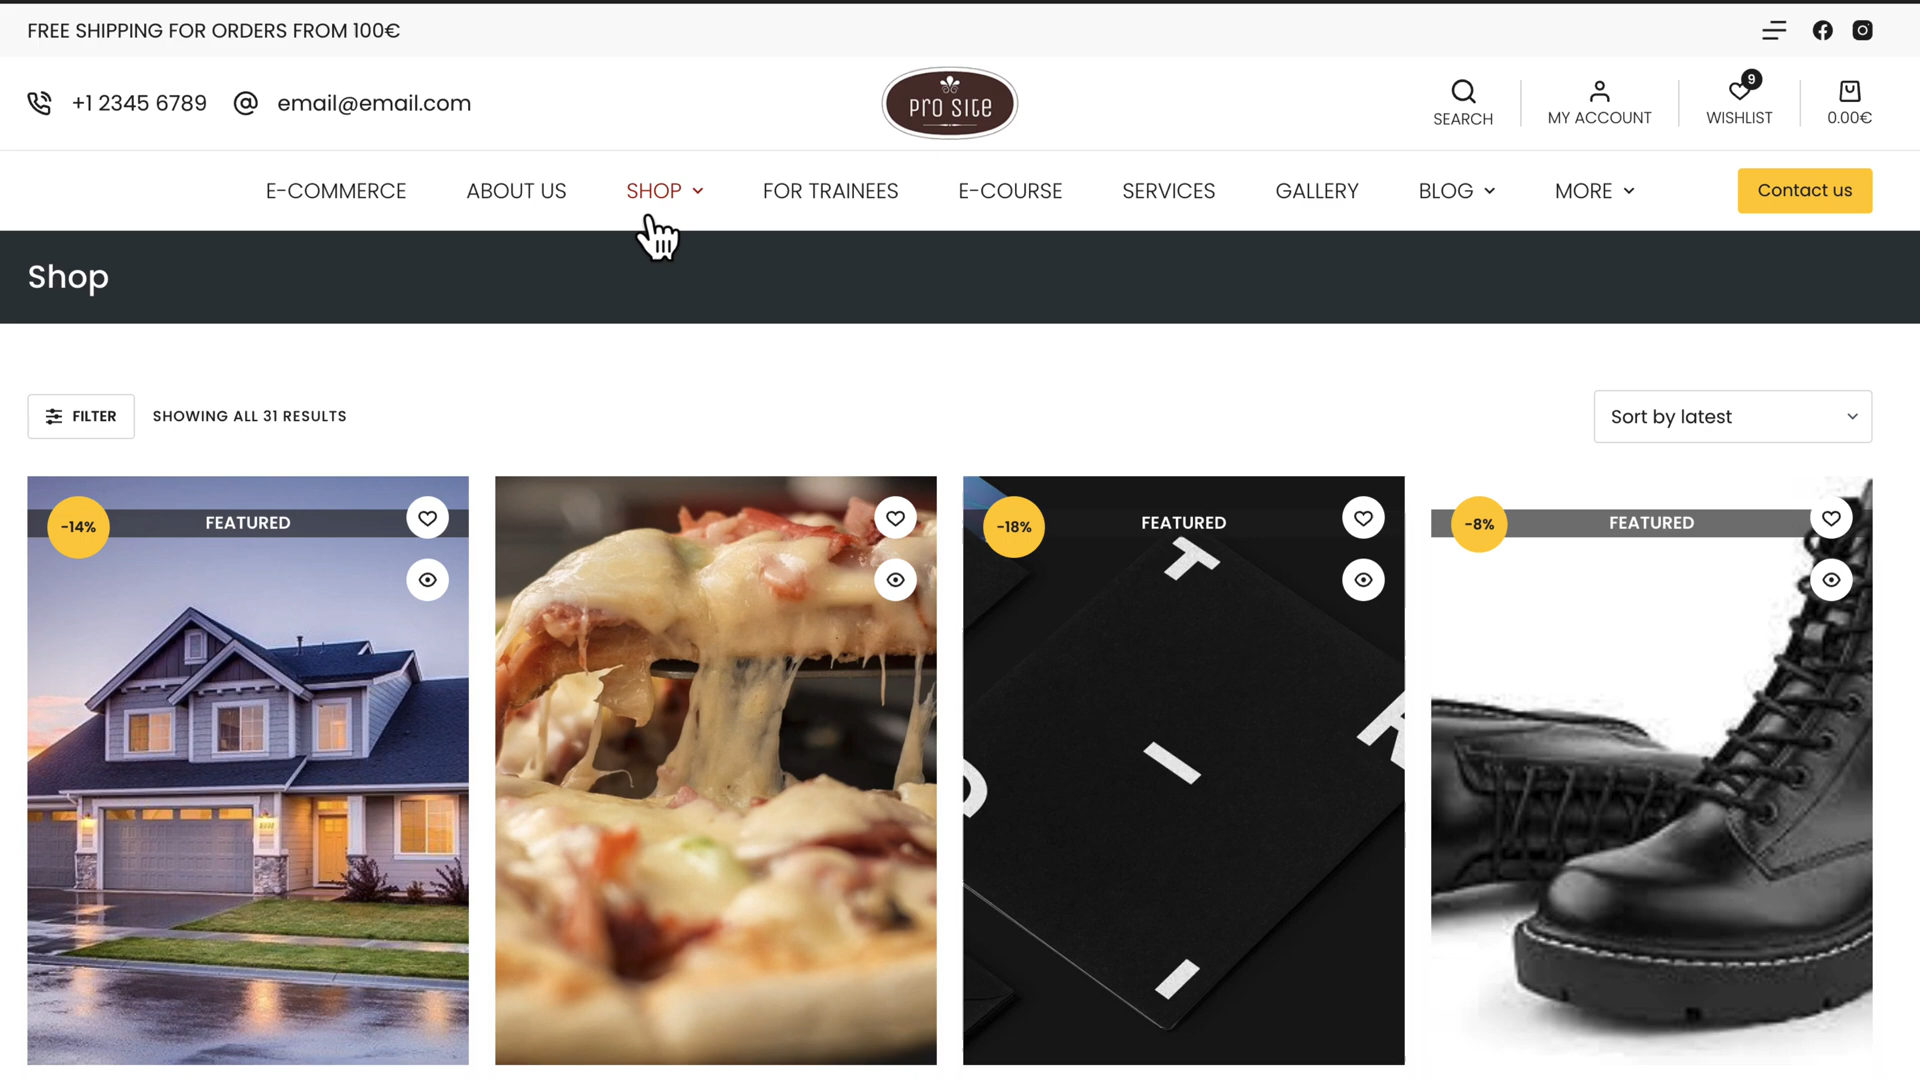 FREE SHIPPING FOR ORDERS FROM 100€
+1 2345 6789 email@email.com
PRO SITE
SEARCH
MY ACCOUNT
9
WISHLIST
0.00€
E-COMMERCE ABOUT US SHOP FOR TRAINEES E-COURSE SERVICES GALLERY BLOG MORE Contact us
Shop
FILTER SHOWING ALL 31 RESULTS Sort by latest
-14% FEATURED
-18% FEATURED
-8% FEATURED
T
R
I
I